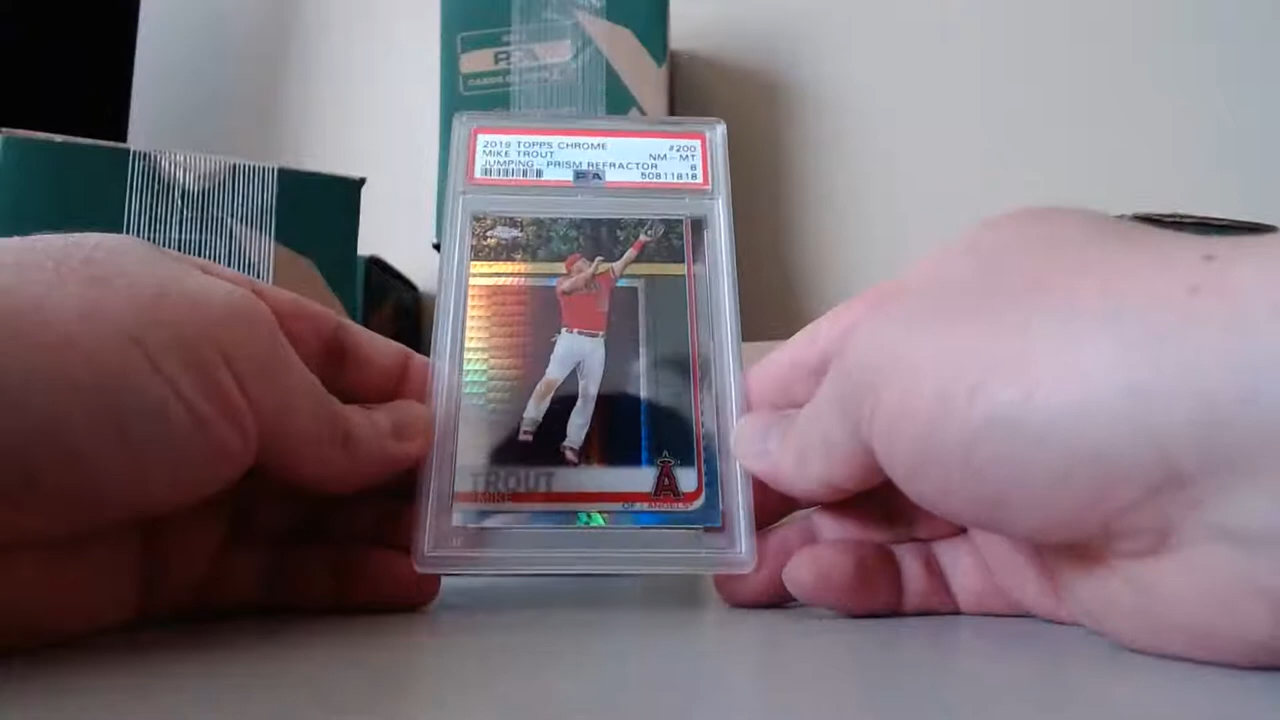 2019 TOPPS CHROME #200
MIKE TROUT NM-MT
JUMPING-PRISM REFRACTOR 8
PSA 50811818
TROUT
MIKE
A
OF - ANGELS